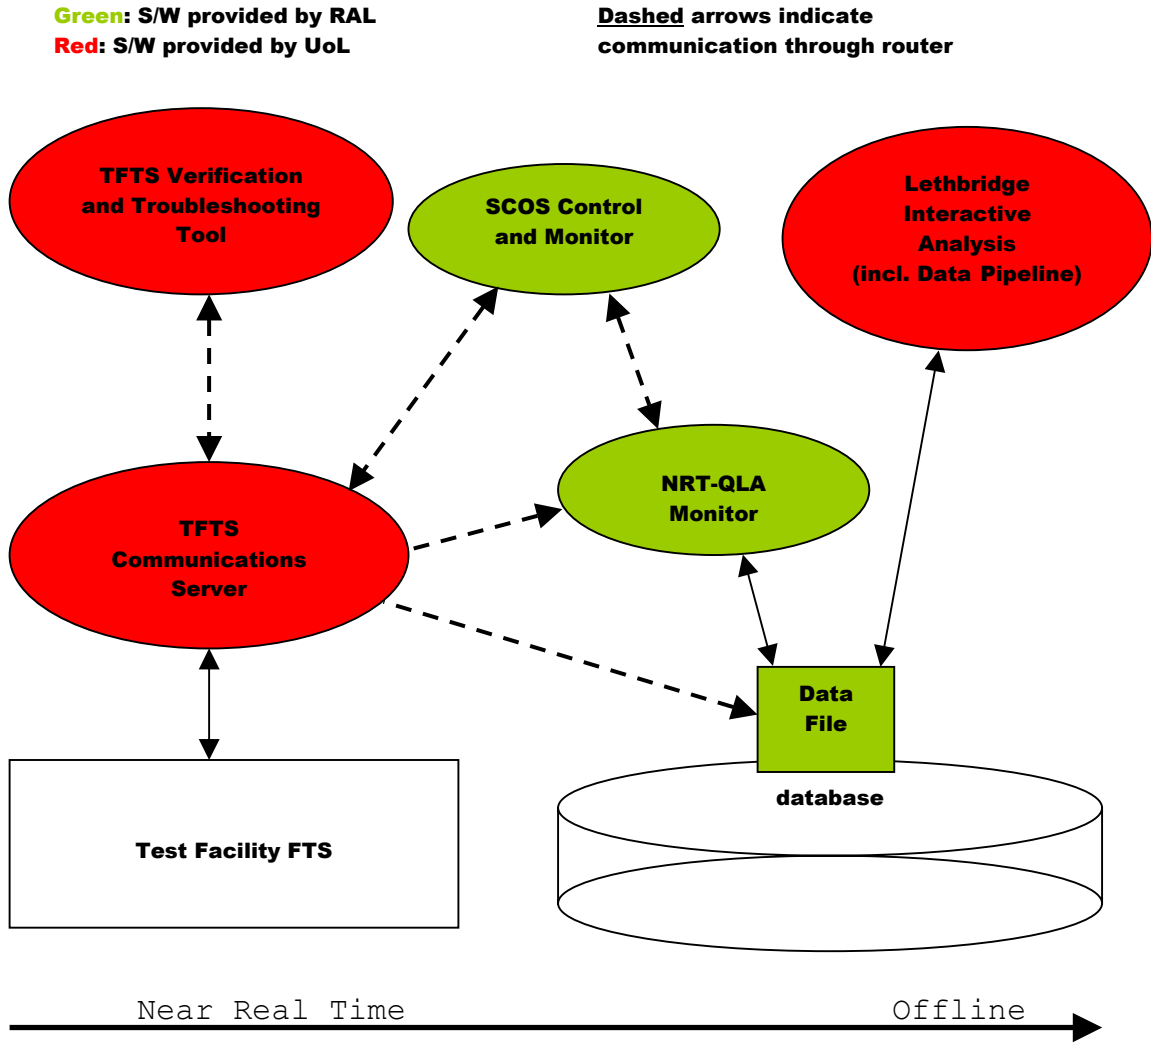 Green: S/W provided by RAL
Red: S/W provided by UoL
Dashed arrows indicate
communication through router
TFTS Verification
and Troubleshooting
Tool
SCOS Control
and Monitor
Lethbridge
Interactive
Analysis
(incl. Data Pipeline)
NRT-QLA
Monitor
TFTS
Communications
Server
Data
File
database
Test Facility FTS
Near Real Time
Offline